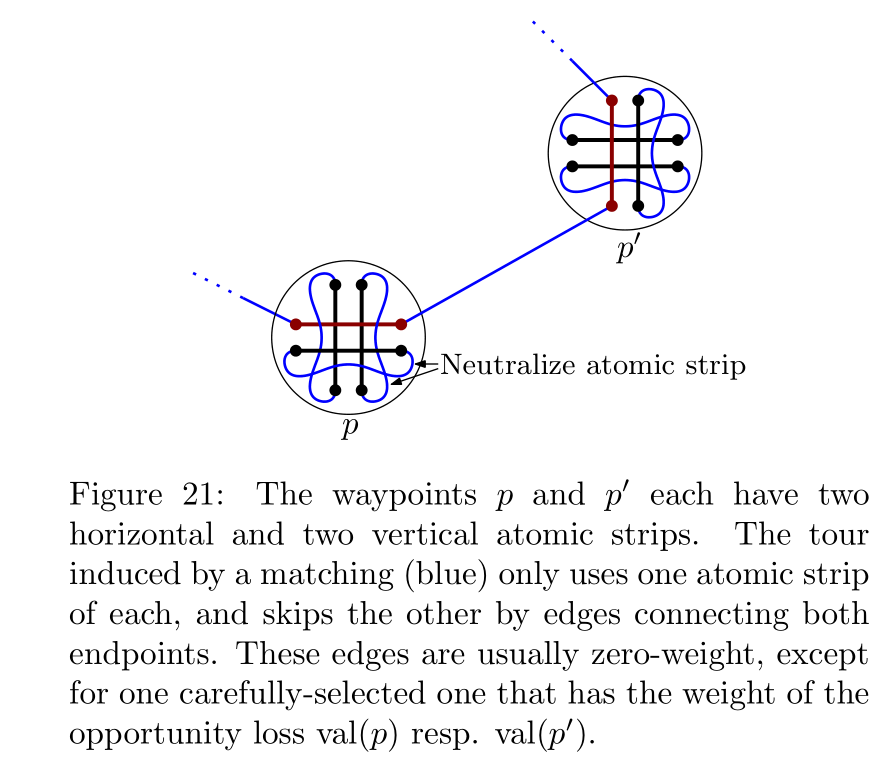 p′
Neutralize atomic strip
p
Figure 21: The waypoints p and p′ each have two
horizontal and two vertical atomic strips. The tour
induced by a matching (blue) only uses one atomic strip
of each, and skips the other by edges connecting both
endpoints. These edges are usually zero-weight, except
for one carefully-selected one that has the weight of the
opportunity loss val(p) resp. val(p′).